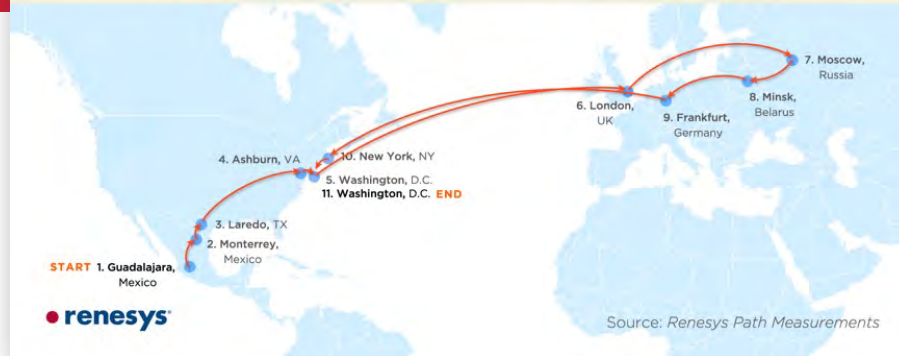 7. Moscow,
Russia
8. Minsk,
Belarus
6. London,
UK
9. Frankfurt,
Germany
4. Ashburn, VA
10. New York, NY
5. Washington, D.C.
11. Washington, D.C. END
3. Laredo, TX
2. Monterrey,
Mexico
START 1. Guadalajara,
Mexico
renesys
Source: Renesys Path Measurements